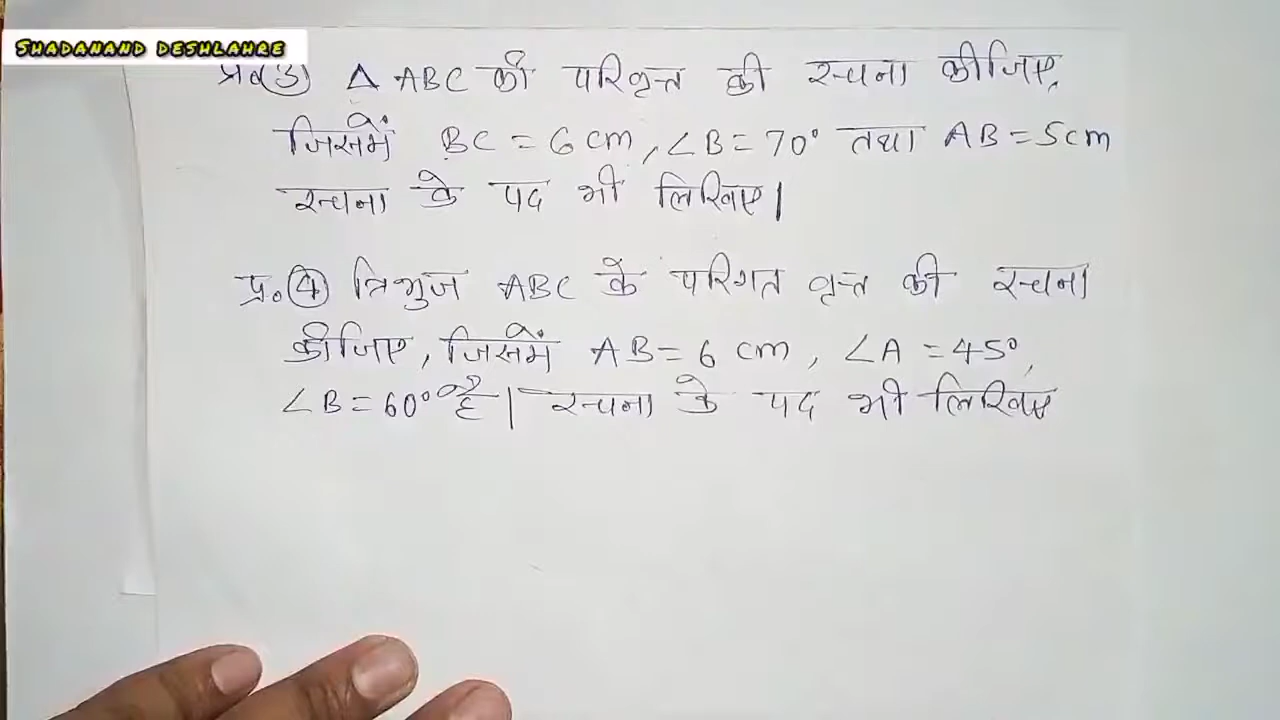 SHADANAND DESHLAHRE
प्र०(3) Δ ABC की परिवृत्त की रचना कीजिए,
जिसमें BC = 6 cm, ∠B = 70° तथा AB = 5cm
रचना के पद भी लिखिए।
प्र.(4) त्रिभुज ABC के परिगत वृत्त की रचना
कीजिए, जिसमें AB = 6 cm, ∠A = 45°,
∠B = 60° है। रचना के पद भी लिखिए